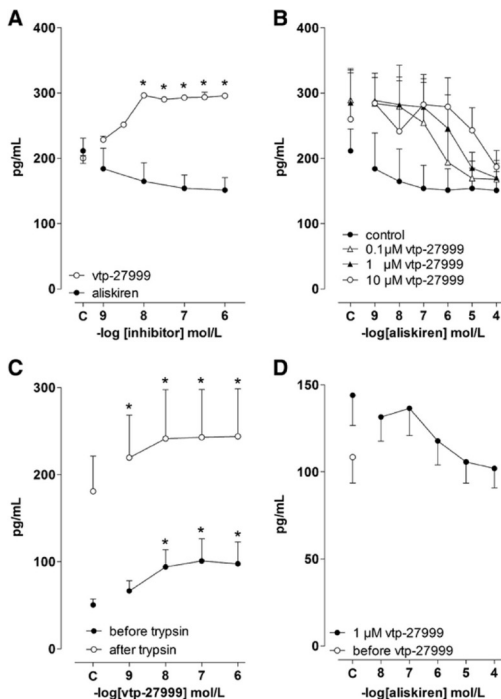 A
400
300
200
100
0
pg/mL
* * * * *
vtp-27999
aliskiren
C 9 8 7 6
-log [inhibitor] mol/L
B
400
300
200
100
0
pg/mL
control
0.1µM vtp-27999
1 µM vtp-27999
10 µM vtp-27999
C 9 8 7 6 5 4
-log[aliskiren] mol/L
C
300
200
100
0
pg/mL
* * * *
* * *
before trypsin
after trypsin
C 9 8 7 6
-log[vtp-27999] mol/L
D
150
100
50
0
pg/mL
1 µM vtp-27999
before vtp-27999
C 8 7 6 5 4
-log[aliskiren] mol/L